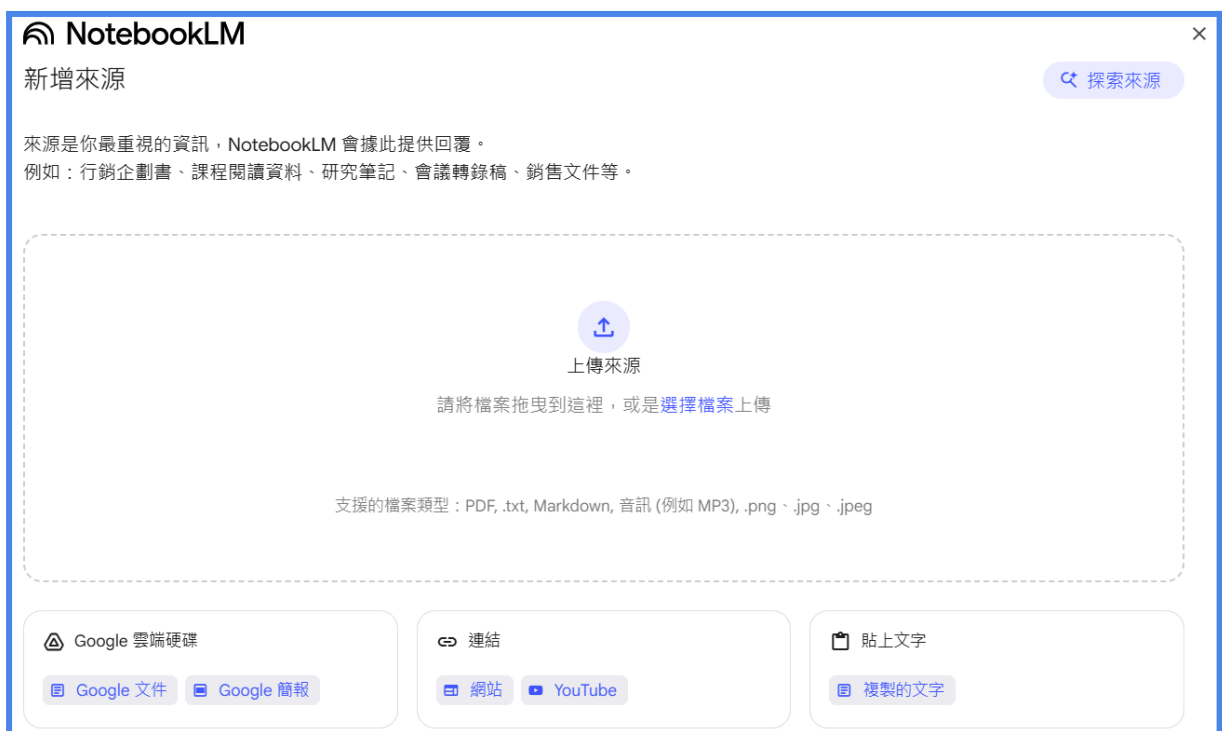 NotebookLM
新增來源
探索來源
來源是你最重視的資訊，NotebookLM 會據此提供回覆。
例如：行銷企劃書、課程閱讀資料、研究筆記、會議轉錄稿、銷售文件等。
上傳來源
請將檔案拖曳到這裡，或是選擇檔案上傳
支援的檔案類型：PDF, .txt, Markdown, 音訊 (例如 MP3), .png、.jpg、.jpeg
Google 雲端硬碟
Google 文件
Google 簡報
連結
網站
YouTube
貼上文字
複製的文字